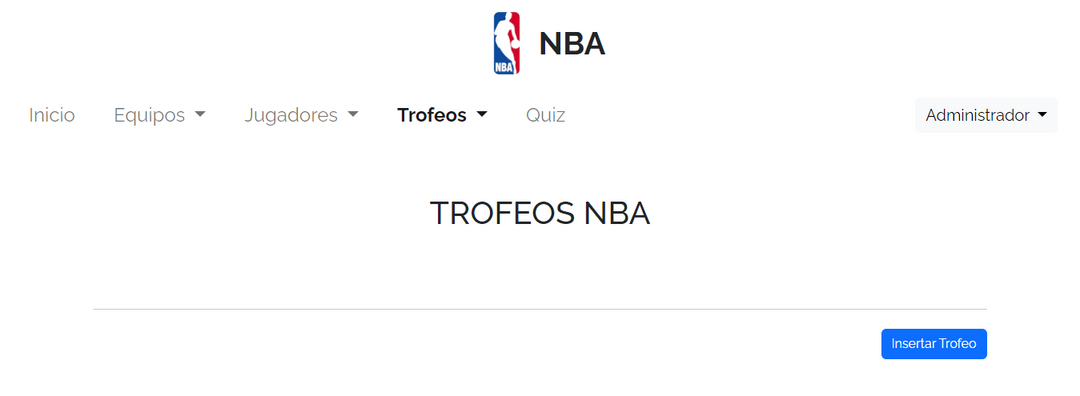 NBA
NBA
Inicio Equipos Jugadores Trofeos Quiz Administrador
TROFEOS NBA
Insertar Trofeo